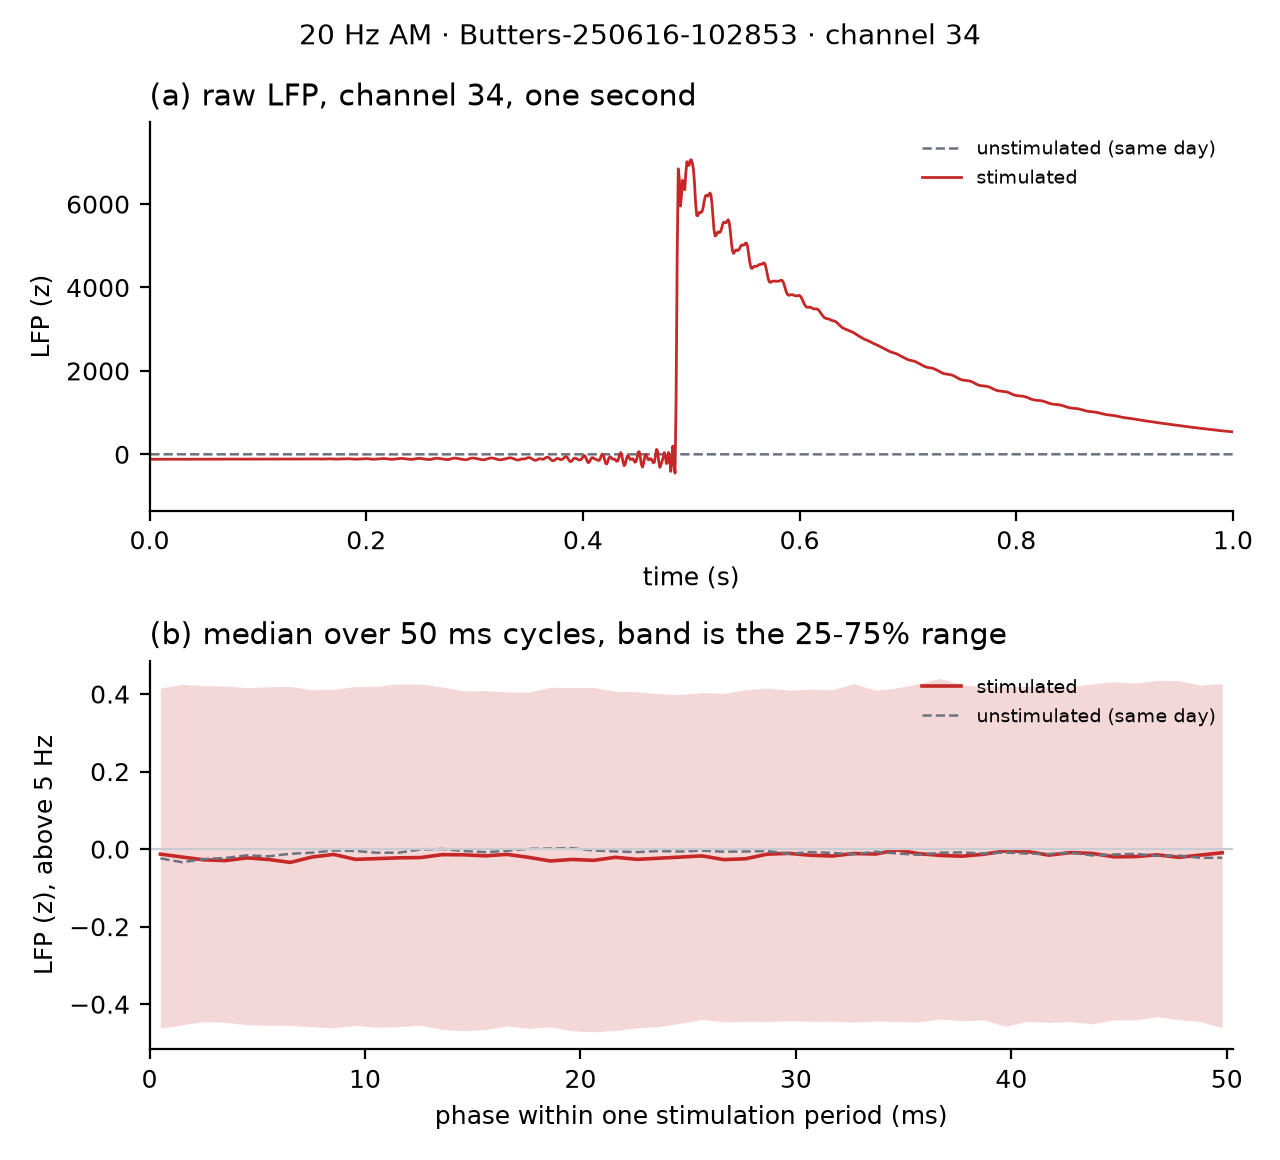 20 Hz AM · Butters-250616-102853 · channel 34
(a) raw LFP, channel 34, one second
unstimulated (same day)
stimulated
6000
4000
2000
0
LFP (z)
0.0 0.2 0.4 0.6 0.8 1.0
time (s)
(b) median over 50 ms cycles, band is the 25-75% range
stimulated
unstimulated (same day)
0.4
0.2
0.0
−0.2
−0.4
LFP (z), above 5 Hz
0 10 20 30 40 50
phase within one stimulation period (ms)